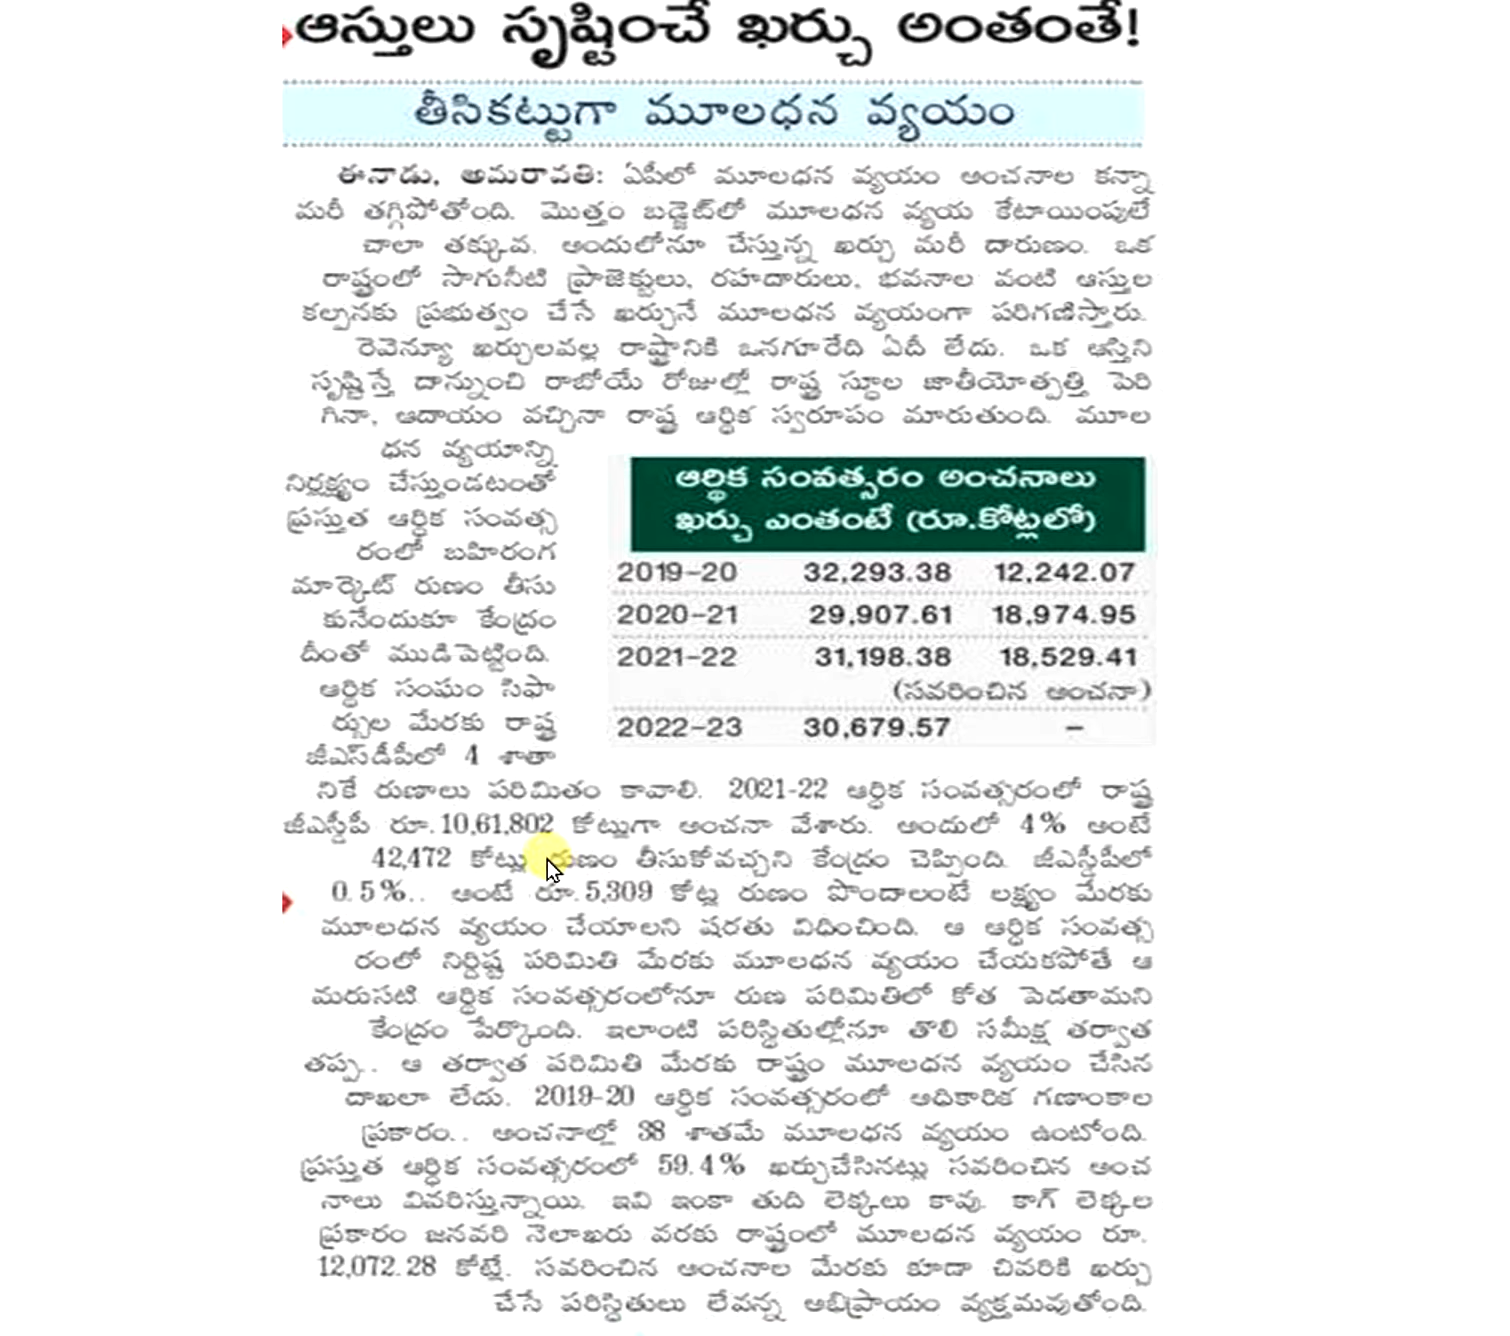 ఆస్తులు సృష్టించే ఖర్చు అంతంతే!
తీసికట్టుగా మూలధన వ్యయం
ఈనాడు, అమరావతి: ఏపీలో మూలధన వ్యయం అంచనాల కన్నా
మరీ తగ్గిపోతోంది. మొత్తం బడ్జెట్‌లో మూలధన వ్యయ కేటాయింపులే
చాలా తక్కువ. అందులోనూ చేస్తున్న ఖర్చు మరీ దారుణం. ఒక
రాష్ట్రంలో సాగునీటి ప్రాజెక్టులు, రహదారులు, భవనాల వంటి ఆస్తుల
కల్పనకు ప్రభుత్వం చేసే ఖర్చునే మూలధన వ్యయంగా పరిగణిస్తారు.
రెవెన్యూ ఖర్చులవల్ల రాష్ట్రానికి ఒనగూరేది ఏదీ లేదు. ఒక ఆస్తిని
సృష్టిస్తే దాన్నుంచి రాబోయే రోజుల్లో రాష్ట్ర స్థూల జాతీయోత్పత్తి పెరి
గినా, ఆదాయం వచ్చినా రాష్ట్ర ఆర్థిక స్వరూపం మారుతుంది. మూల
ధన వ్యయాన్ని
నిర్లక్ష్యం చేస్తుండటంతో
ప్రస్తుత ఆర్థిక సంవత్స
రంలో బహిరంగ
మార్కెట్ రుణం తీసు
కునేందుకూ కేంద్రం
దీంతో ముడిపెట్టింది.
ఆర్థిక సంఘం సిఫా
ర్సుల మేరకు రాష్ట్ర
జీఎస్‌డీపీలో 4 శాతా
ఆర్థిక సంవత్సరం అంచనాలు
ఖర్చు ఎంతంటే (రూ.కోట్లలో)
2019-20 32,293.38 12,242.07
2020-21 29,907.61 18,974.95
2021-22 31,198.38 18,529.41
(సవరించిన అంచనా)
2022-23 30,679.57 –
నికే రుణాలు పరిమితం కావాలి. 2021-22 ఆర్థిక సంవత్సరంలో రాష్ట్ర
జీఎస్డీపీ రూ.10,61,802 కోట్లుగా అంచనా వేశారు. అందులో 4% అంటే
42,472 కోట్లు రుణం తీసుకోవచ్చని కేంద్రం చెప్పింది. జీఎస్డీపీలో
0.5%.. అంటే రూ.5,309 కోట్ల రుణం పొందాలంటే లక్ష్యం మేరకు
మూలధన వ్యయం చేయాలని షరతు విధించింది. ఆ ఆర్థిక సంవత్స
రంలో నిర్దిష్ట పరిమితి మేరకు మూలధన వ్యయం చేయకపోతే ఆ
మరుసటి ఆర్థిక సంవత్సరంలోనూ రుణ పరిమితిలో కోత పెడతామని
కేంద్రం పేర్కొంది. ఇలాంటి పరిస్థితుల్లోనూ తొలి సమీక్ష తర్వాత
తప్ప.. ఆ తర్వాత పరిమితి మేరకు రాష్ట్రం మూలధన వ్యయం చేసిన
దాఖలా లేదు. 2019-20 ఆర్థిక సంవత్సరంలో అధికారిక గణాంకాల
ప్రకారం.. అంచనాల్లో 38 శాతమే మూలధన వ్యయం ఉంటోంది.
ప్రస్తుత ఆర్థిక సంవత్సరంలో 59.4% ఖర్చుచేసినట్లు సవరించిన అంచ
నాలు వివరిస్తున్నాయి. ఇవి ఇంకా తుది లెక్కలు కావు. కాగ్ లెక్కల
ప్రకారం జనవరి నెలాఖరు వరకు రాష్ట్రంలో మూలధన వ్యయం రూ.
12,072.28 కోట్లే. సవరించిన అంచనాల మేరకు కూడా చివరికి ఖర్చు
చేసే పరిస్థితులు లేవన్న అభిప్రాయం వ్యక్తమవుతోంది.